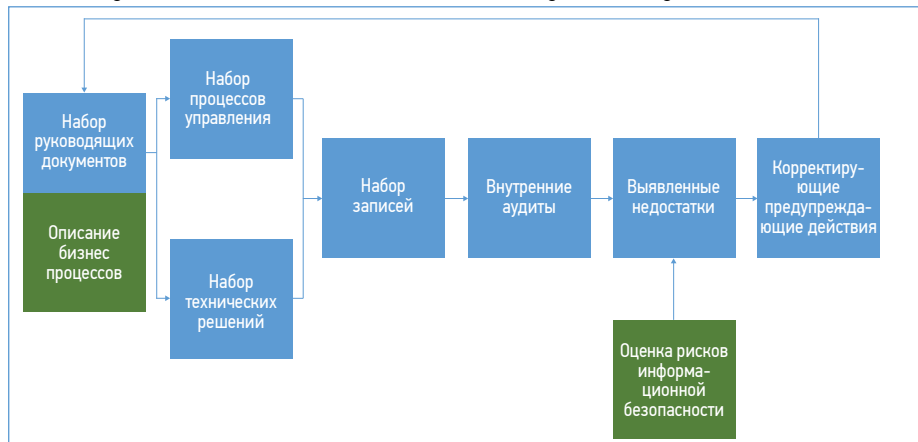 Набор
руководящих
документов
Описание
бизнес
процессов
Набор
процессов
управления
Набор
технических
решений
Набор
записей
Внутренние
аудиты
Выявленные
недостатки
Корректиру-
ющие
предупрежда-
ющие действия
Оценка рисков
информа-
ционной
безопасности